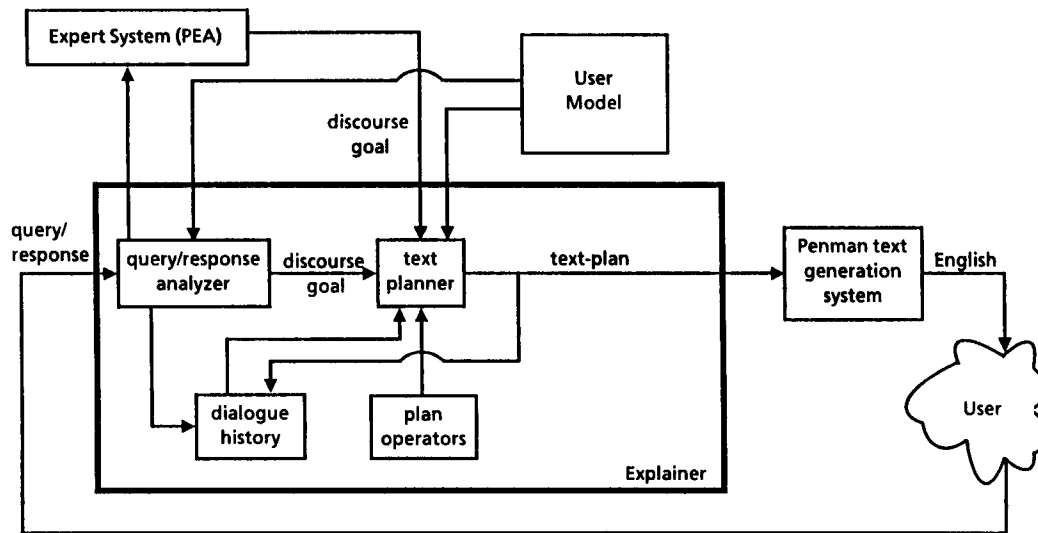 Expert System (PEA)
User
Model
discourse
goal
query/
response
query/response
analyzer
discourse
goal
text
planner
text-plan
Penman text
generation
system
English
dialogue
history
plan
operators
User
Explainer